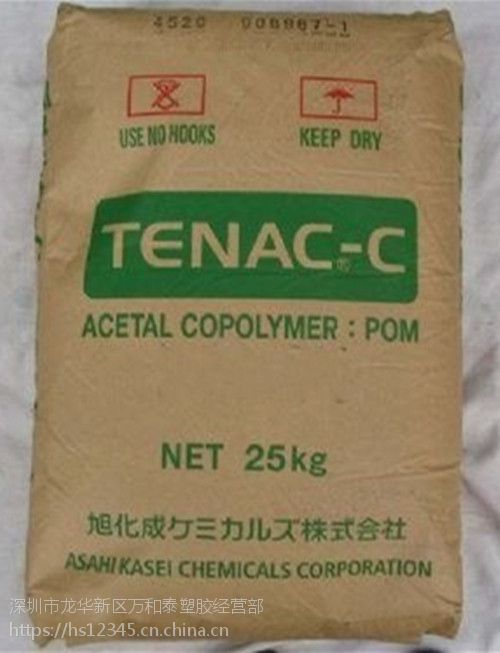 4520 908987-1
USE NO HOOKS KEEP DRY
TENAC-C®
ACETAL COPOLYMER : POM
NET 25kg
旭化成ケミカルズ株式会社
ASAHI KASEI CHEMICALS CORPORATION
深圳市龙华新区万和泰塑胶经营部
https://hs12345.cn.china.cn